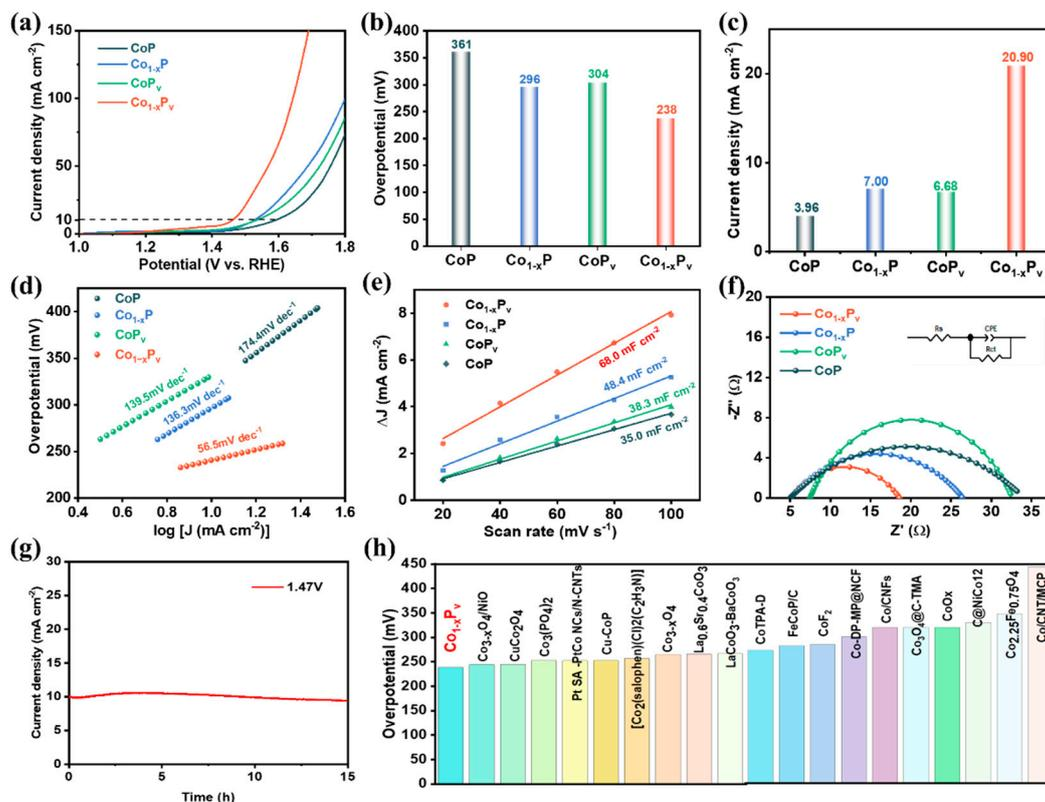 (a)
Current density (mA cm⁻²)
150
100
50
10
0
CoP
Co₁₋ₓP
CoPᵥ
Co₁₋ₓPᵥ
1.0 1.2 1.4 1.6 1.8
Potential (V vs. RHE)
(b)
Overpotential (mV)
400
350
300
250
200
150
100
50
0
361
296
304
238
CoP Co₁₋ₓP CoPᵥ Co₁₋ₓPᵥ
(c)
Current density (mA cm⁻²)
20
10
0
3.96
7.00
6.68
20.90
CoP Co₁₋ₓP CoPᵥ Co₁₋ₓPᵥ
(d)
Overpotential (mV)
400
350
300
250
200
CoP
Co₁₋ₓP
CoPᵥ
Co₁₋ₓPᵥ
174.4mV dec⁻¹
139.5mV dec⁻¹
136.3mV dec⁻¹
56.5mV dec⁻¹
0.4 0.6 0.8 1.0 1.2 1.4 1.6
log [J (mA cm⁻²)]
(e)
ΔJ (mA cm⁻²)
8
6
4
2
0
Co₁₋ₓPᵥ
Co₁₋ₓP
CoPᵥ
CoP
68.0 mF cm⁻²
48.4 mF cm⁻²
38.3 mF cm⁻²
35.0 mF cm⁻²
20 40 60 80 100
Scan rate (mV s⁻¹)
(f)
-Z'' (Ω)
-20
-16
-12
-8
-4
0
Co₁₋ₓPᵥ
Co₁₋ₓP
CoPᵥ
CoP
Rs
CPE
Rct
5 10 15 20 25 30 35
Z' (Ω)
(g)
Current density (mA cm⁻²)
30
25
20
15
10
5
0
1.47V
0 5 10 15
Time (h)
(h)
Overpotential (mV)
450
400
350
300
250
200
150
100
50
0
Co₁₋ₓPᵥ
Co₃₋ₓO₄/NiO
CuCo₂O₄
Co₃(PO₄)₂
Pt SA -PtCo NCs/N-CNTs
Cu-CoP
[Co₂(salophen)(Cl)2(C₂H₃N)]
Co₃₋ₓO₄
La₀.₆Sr₀.₄CoO₃
LaCoO₃-BaCoO₃
CoTPA-D
FeCoP/C
CoF₂
Co-DP-MP@NCF
Co/CNFs
Co₃O₄@C-TMA
CoOx
C@NiCo12
Co₂.₂₅Fe₀.₇₅O₄
Co/CNT/MCP